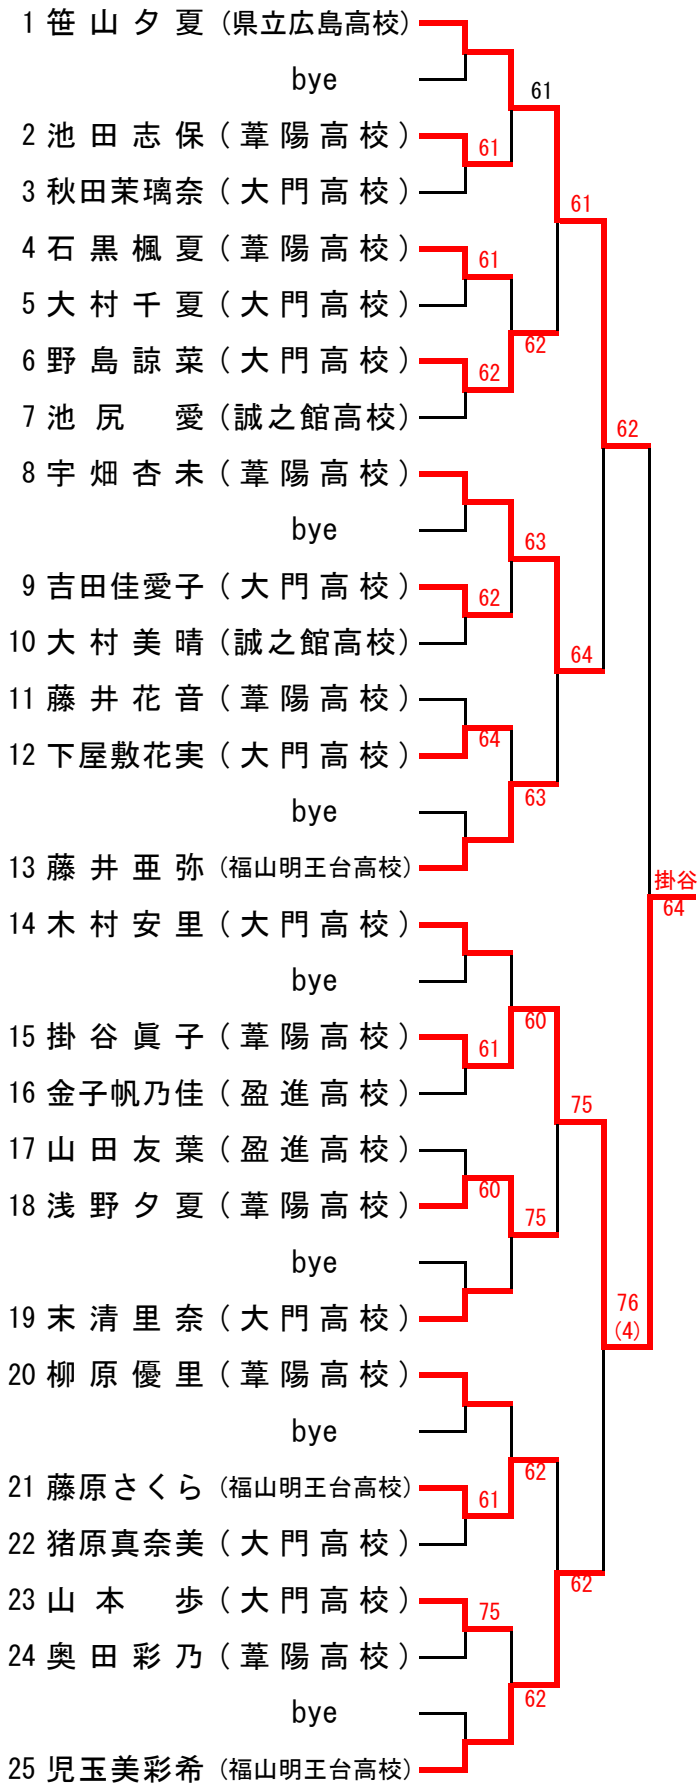 1 笹山夕夏 (県立広島高校)
bye
61
2 池田志保 (葦陽高校)
61
3 秋田茉璃奈 (大門高校)
61
4 石黒楓夏 (葦陽高校)
61
5 大村千夏 (大門高校)
62
6 野島諒菜 (大門高校)
62
7 池尻 愛 (誠之館高校)
62
8 宇畑杏未 (葦陽高校)
bye
63
9 吉田佳愛子 (大門高校)
62
10 大村美晴 (誠之館高校)
64
11 藤井花音 (葦陽高校)
12 下屋敷花実 (大門高校)
64
bye
63
13 藤井亜弥 (福山明王台高校)
掛谷
64
14 木村安里 (大門高校)
bye
60
15 掛谷眞子 (葦陽高校)
61
16 金子帆乃佳 (盈進高校)
75
17 山田友葉 (盈進高校)
60
18 浅野夕夏 (葦陽高校)
75
bye
19 末清里奈 (大門高校)
76
(4)
20 柳原優里 (葦陽高校)
bye
62
21 藤原さくら (福山明王台高校)
61
22 猪原真奈美 (大門高校)
62
23 山本 歩 (大門高校)
75
24 奥田彩乃 (葦陽高校)
62
bye
25 児玉美彩希 (福山明王台高校)